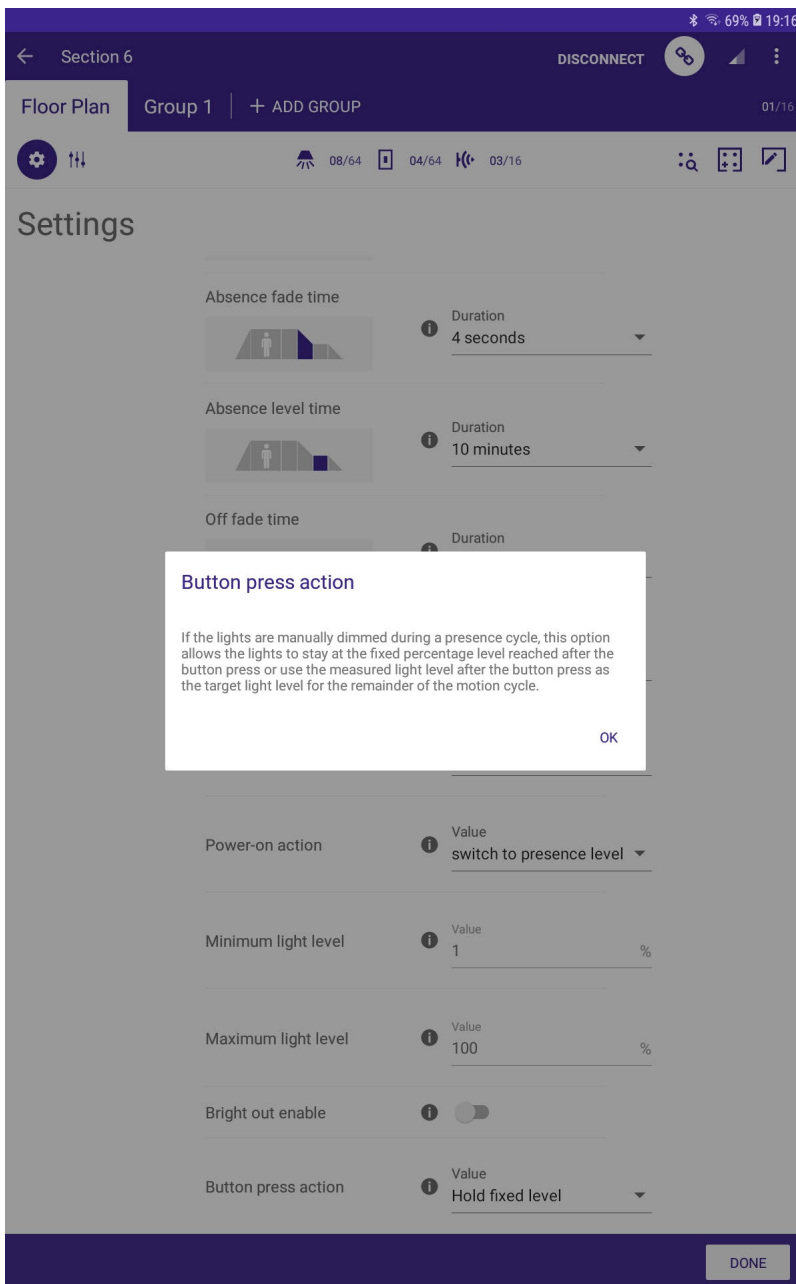 69% 19:16
Section 6
DISCONNECT
Floor Plan
Group 1
+ ADD GROUP
01/16
08/64
04/64
03/16
Settings
Absence fade time
Duration
4 seconds
Absence level time
Duration
10 minutes
Off fade time
Duration
Button press action
If the lights are manually dimmed during a presence cycle, this option
allows the lights to stay at the fixed percentage level reached after the
button press or use the measured light level after the button press as
the target light level for the remainder of the motion cycle.
OK
Power-on action
Value
switch to presence level
Minimum light level
Value
1 %
Maximum light level
Value
100 %
Bright out enable
Button press action
Value
Hold fixed level
DONE